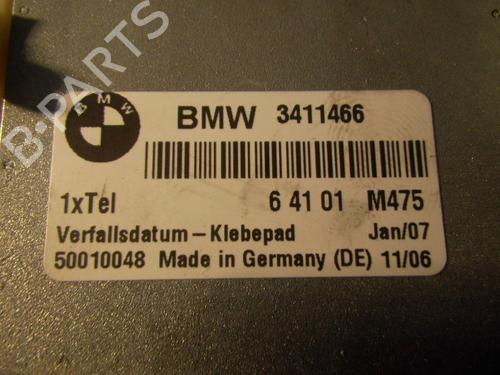 B-PARTS
BMW
BMW 3411466
1xTel 6 41 01 M475
Verfallsdatum – Klebepad Jan/07
50010048 Made in Germany (DE) 11/06